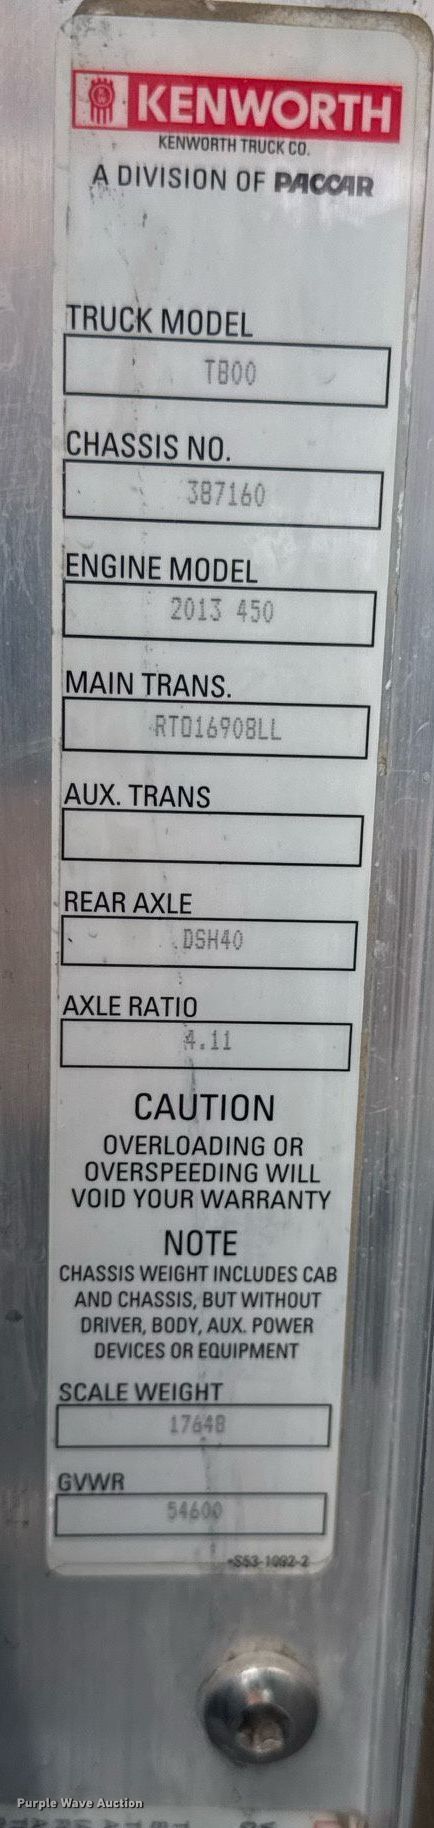 KENWORTH
KENWORTH TRUCK CO.
A DIVISION OF PACCAR
TRUCK MODEL
T800
CHASSIS NO.
387160
ENGINE MODEL
2013 450
MAIN TRANS.
RTO16908LL
AUX. TRANS
REAR AXLE
DSH40
AXLE RATIO
4.11
CAUTION
OVERLOADING OR
OVERSPEEDING WILL
VOID YOUR WARRANTY
NOTE
CHASSIS WEIGHT INCLUDES CAB
AND CHASSIS, BUT WITHOUT
DRIVER, BODY, AUX. POWER
DEVICES OR EQUIPMENT
SCALE WEIGHT
17648
GVWR
54600
S53-1092-2
Purple Wave Auction